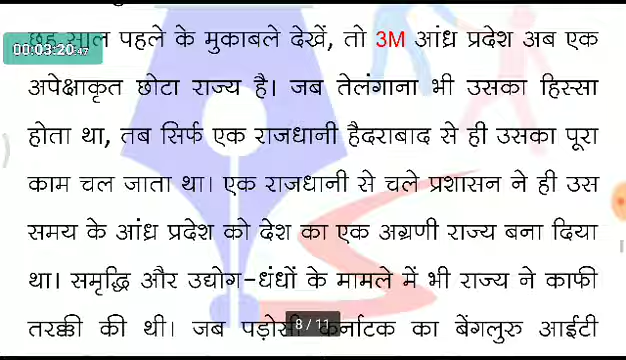 छह साल पहले के मुकाबले देखें, तो 3M आंध्र प्रदेश अब एक
00:03:20:47
अपेक्षाकृत छोटा राज्य है। जब तेलंगाना भी उसका हिस्सा
होता था, तब सिर्फ एक राजधानी हैदराबाद से ही उसका पूरा
काम चल जाता था। एक राजधानी से चले प्रशासन ने ही उस
समय के आंध्र प्रदेश को देश का एक अग्रणी राज्य बना दिया
था। समृद्धि और उद्योग-धंधों के मामले में भी राज्य ने काफी
8/11
तरक्की की थी। जब पड़ोसी कर्नाटक का बेंगलुरु आईटी